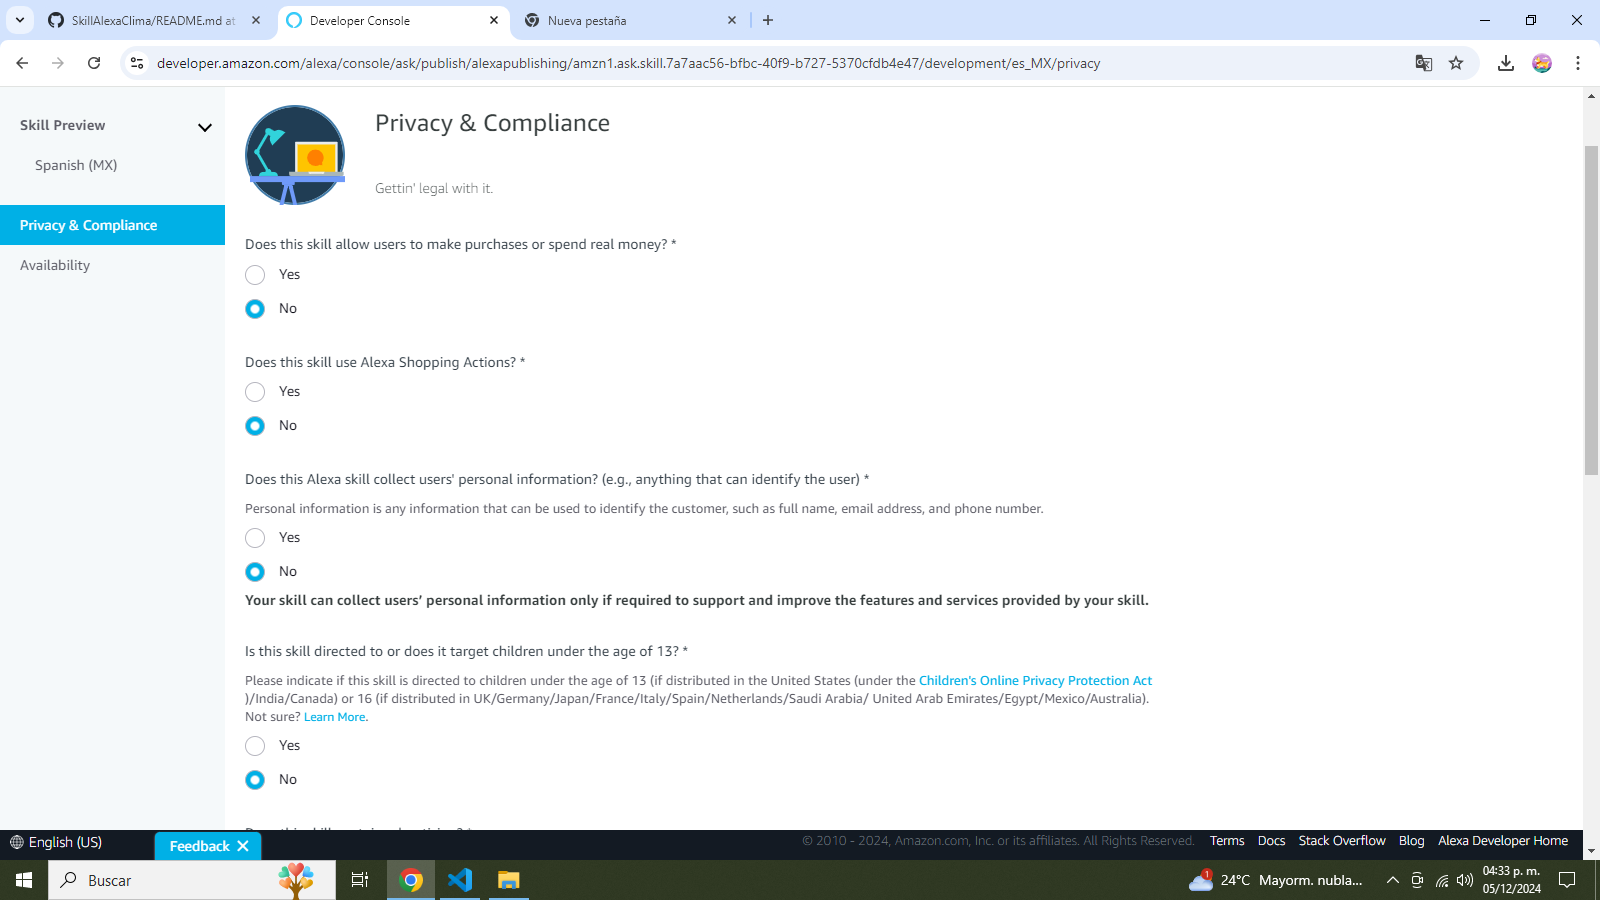 SkillAlexaClima/README.md at
Developer Console
Nueva pestaña
developer.amazon.com/alexa/console/ask/publish/alexapublishing/amzn1.ask.skill.7a7aac56-bfbc-40f9-b727-5370cfdb4e47/development/es_MX/privacy
Skill Preview
Spanish (MX)
Privacy & Compliance
Availability
Privacy & Compliance
Gettin' legal with it.
Does this skill allow users to make purchases or spend real money? *
Yes
No
Does this skill use Alexa Shopping Actions? *
Yes
No
Does this Alexa skill collect users' personal information? (e.g., anything that can identify the user) *
Personal information is any information that can be used to identify the customer, such as full name, email address, and phone number.
Yes
No
Your skill can collect users’ personal information only if required to support and improve the features and services provided by your skill.
Is this skill directed to or does it target children under the age of 13? *
Please indicate if this skill is directed to children under the age of 13 (if distributed in the United States (under the Children's Online Privacy Protection Act
)/India/Canada) or 16 (if distributed in UK/Germany/Japan/France/Italy/Spain/Netherlands/Saudi Arabia/ United Arab Emirates/Egypt/Mexico/Australia).
Not sure? Learn More.
Yes
No
English (US)
Feedback
© 2010 - 2024, Amazon.com, Inc. or its affiliates. All Rights Reserved.
Terms
Docs
Stack Overflow
Blog
Alexa Developer Home
Buscar
1
24°C
Mayorm. nubla...
04:33 p. m.
05/12/2024